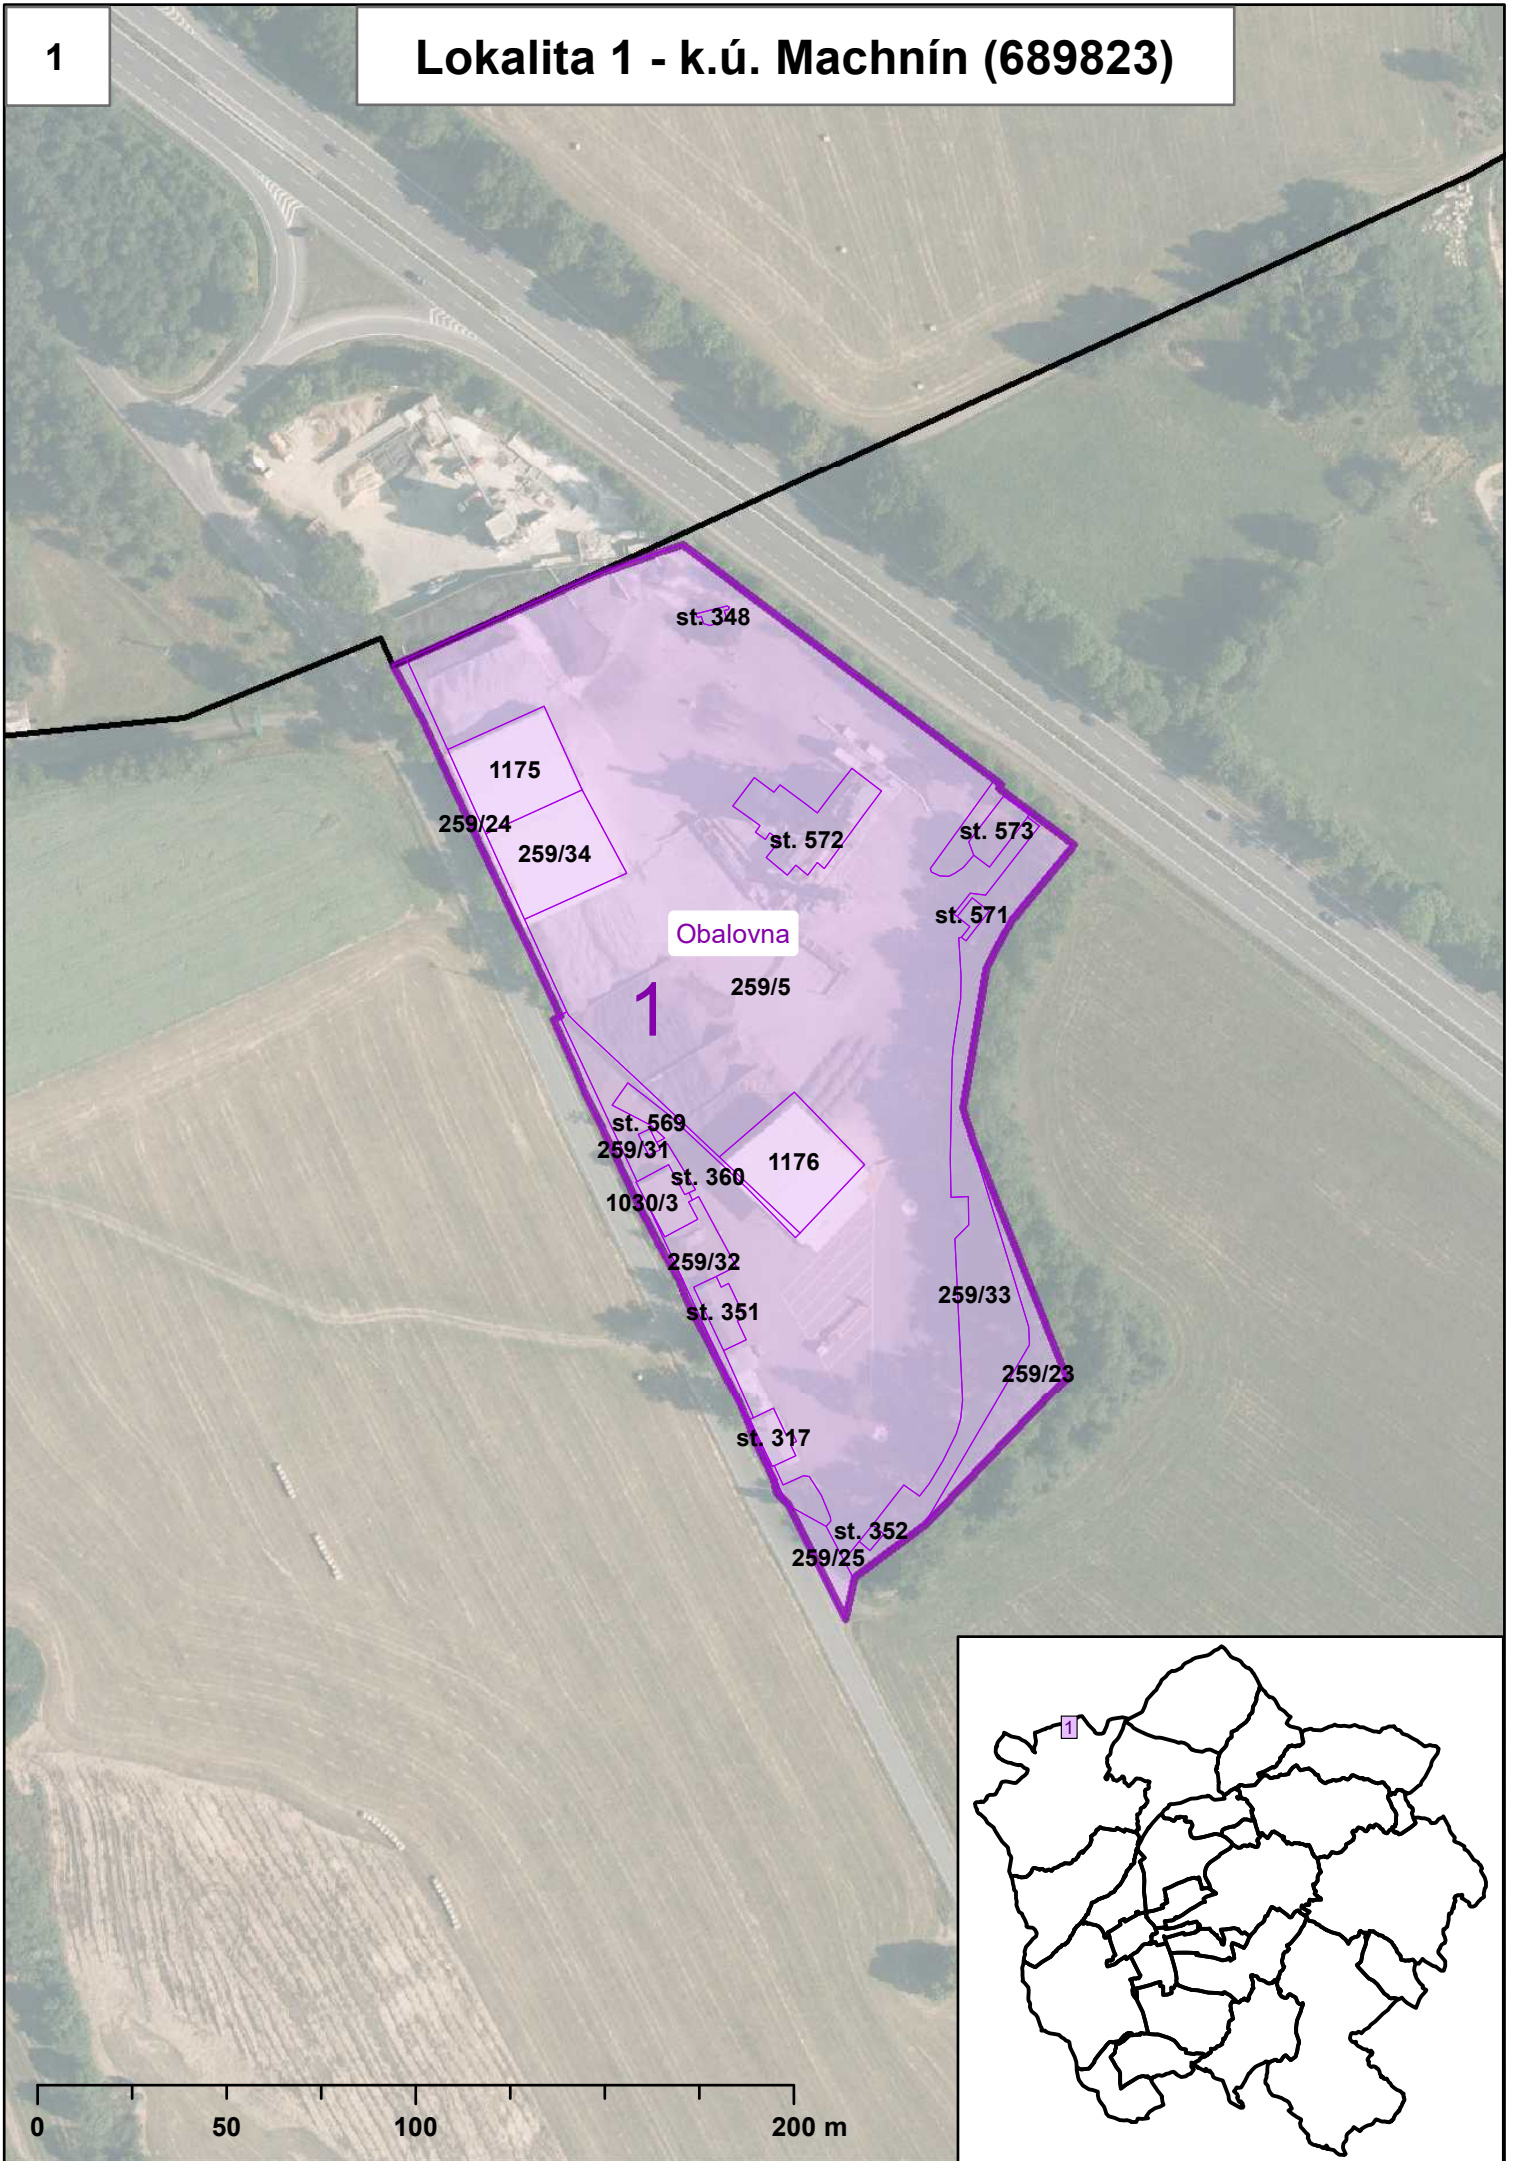 1
Lokalita 1 - k.ú. Machnín (689823)
st. 348
1175
259/24
259/34
st. 572
st. 573
st. 571
Obalovna
259/5
1
st. 569
259/31
st. 360
1176
1030/3
259/32
259/33
st. 351
259/23
st. 317
st. 352
259/25
1
0 50 100 200 m